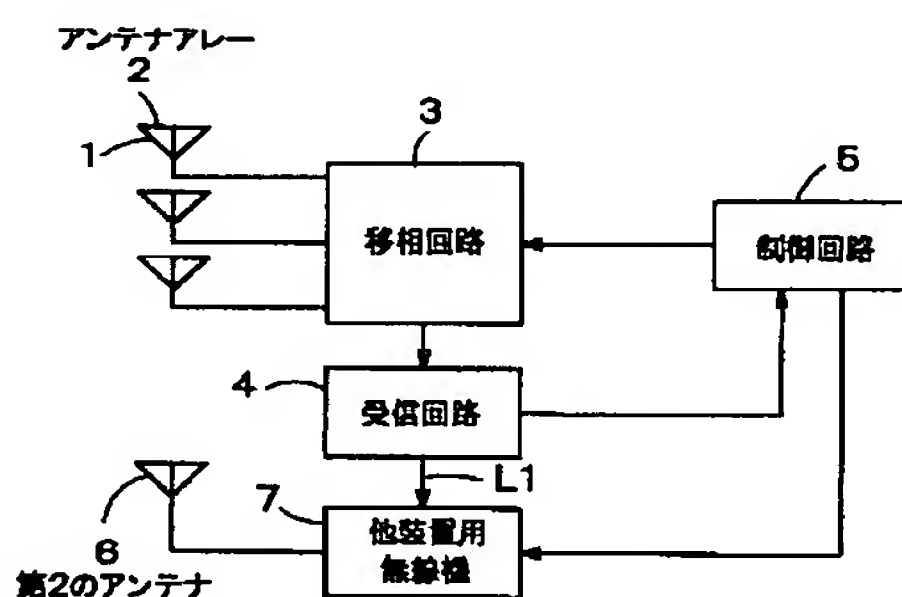 アンテナアレー
2
1
3
移相回路
5
制御回路
4
受信回路
L1
7
他装置用
無線機
6
第2のアンテナ